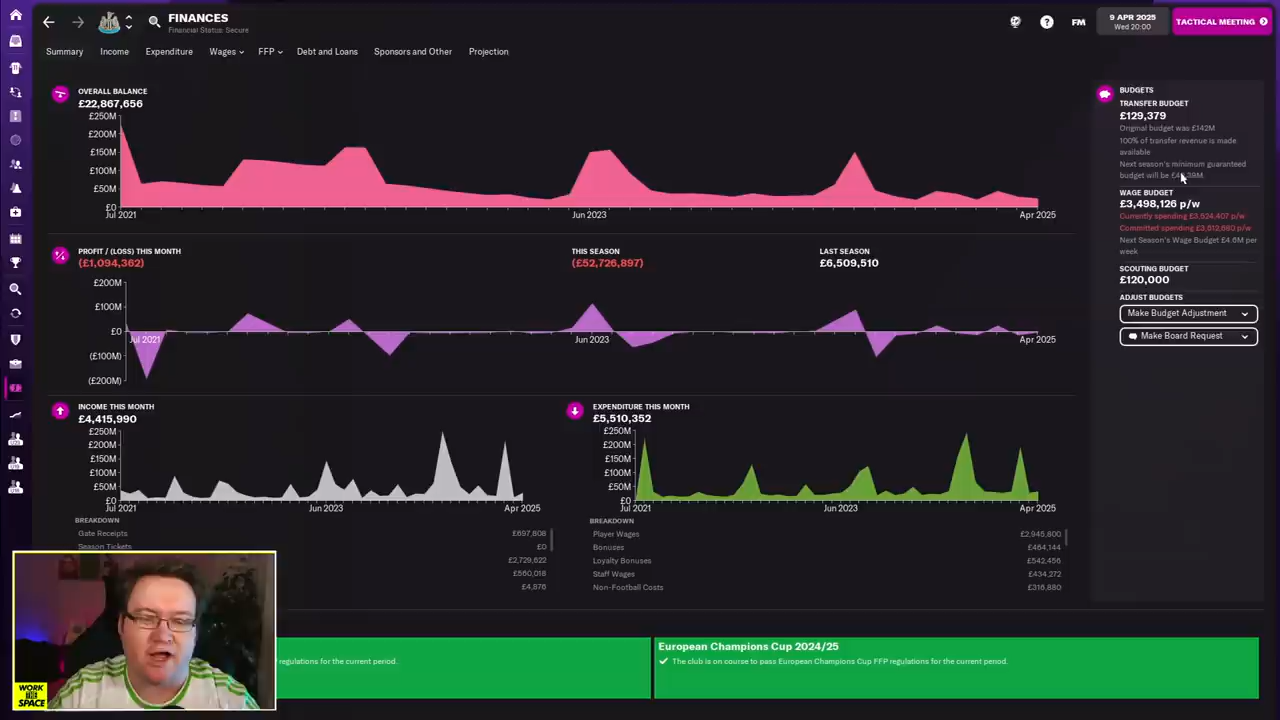 FINANCES
Financial Status: Secure
FM
9 APR 2025
Wed 20:00
TACTICAL MEETING
Summary
Income
Expenditure
Wages
FFP
Debt and Loans
Sponsors and Other
Projection
OVERALL BALANCE
£22,867,656
£250M
£200M
£150M
£100M
£50M
£0
Jul 2021
Jun 2023
Apr 2025
PROFIT / (LOSS) THIS MONTH
(£1,094,362)
THIS SEASON
(£52,726,897)
LAST SEASON
£6,509,510
£200M
£100M
£0
(£100M)
(£200M)
Jul 2021
Jun 2023
Apr 2025
INCOME THIS MONTH
£4,415,990
£250M
£200M
£150M
£100M
£50M
£0
Jul 2021
Jun 2023
Apr 2025
BREAKDOWN
Gate Receipts £697,808
Season Tickets £0
£2,729,622
£560,018
£4,876
EXPENDITURE THIS MONTH
£5,510,352
£250M
£200M
£150M
£100M
£50M
£0
Jul 2021
Jun 2023
Apr 2025
BREAKDOWN
Player Wages £2,945,800
Bonuses £464,144
Loyalty Bonuses £542,456
Staff Wages £434,272
Non-Football Costs £316,880
BUDGETS
TRANSFER BUDGET
£129,379
Original budget was £142M
100% of transfer revenue is made
available
Next season's minimum guaranteed
budget will be
WAGE BUDGET
£3,498,126 p/w
Currently spending £3,524,407 p/w
Committed spending £3,512,680 p/w
Next Season's Wage Budget £4.6M per
week
SCOUTING BUDGET
£120,000
ADJUST BUDGETS
Make Budget Adjustment
Make Board Request
regulations for the current period.
European Champions Cup 2024/25
The club is on course to pass European Champions Cup FFP regulations for the current period.
WORK
THE
SPACE